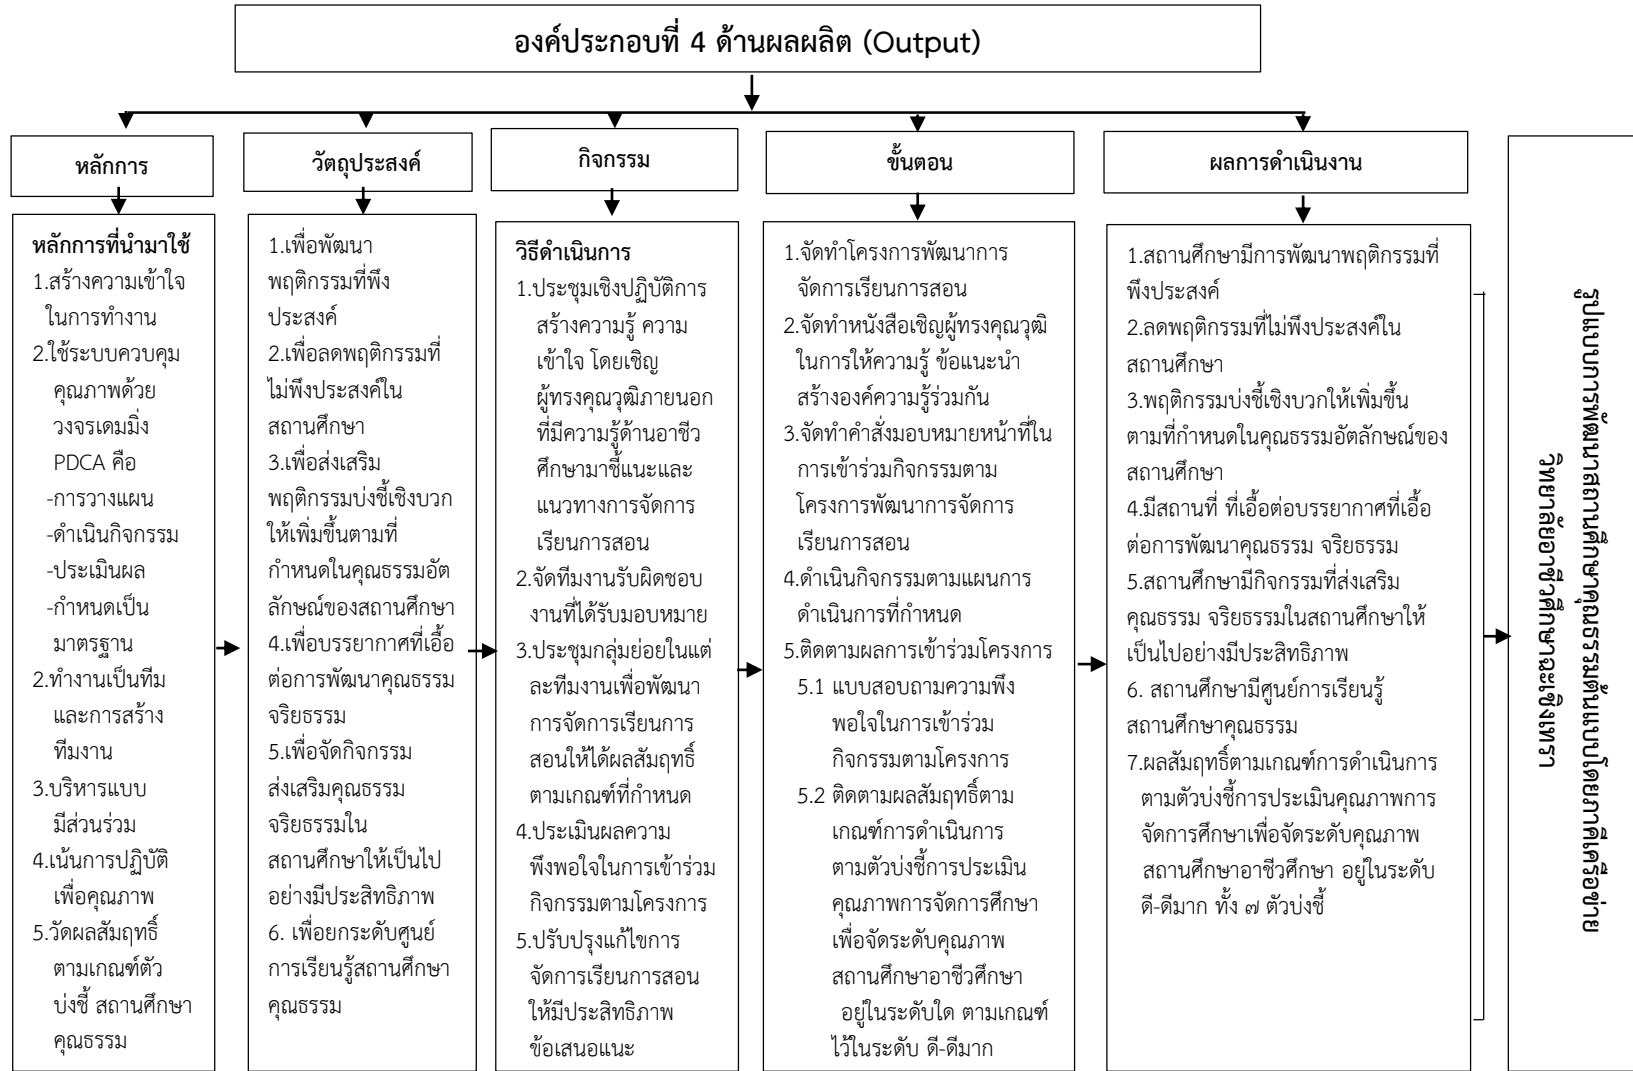 องค์ประกอบที่ 4 ด้านผลผลิต (Output)
หลักการ
วัตถุประสงค์
กิจกรรม
ขั้นตอน
ผลการดำเนินงาน
หลักการที่นำมาใช้
1.สร้างความเข้าใจ
ในการทำงาน
2.ใช้ระบบควบคุม
คุณภาพด้วย
วงจรเดมมิ่ง
PDCA คือ
-การวางแผน
-ดำเนินกิจกรรม
-ประเมินผล
-กำหนดเป็น
มาตรฐาน
2.ทำงานเป็นทีม
และการสร้าง
ทีมงาน
3.บริหารแบบ
มีส่วนร่วม
4.เน้นการปฏิบัติ
เพื่อคุณภาพ
5.วัดผลสัมฤทธิ์
ตามเกณฑ์ตัว
บ่งชี้ สถานศึกษา
คุณธรรม
1.เพื่อพัฒนา
พฤติกรรมที่พึง
ประสงค์
2.เพื่อลดพฤติกรรมที่
ไม่พึงประสงค์ใน
สถานศึกษา
3.เพื่อส่งเสริม
พฤติกรรมบ่งชี้เชิงบวก
ให้เพิ่มขึ้นตามที่
กำหนดในคุณธรรมอัต
ลักษณ์ของสถานศึกษา
4.เพื่อบรรยากาศที่เอื้อ
ต่อการพัฒนาคุณธรรม
จริยธรรม
5.เพื่อจัดกิจกรรม
ส่งเสริมคุณธรรม
จริยธรรมใน
สถานศึกษาให้เป็นไป
อย่างมีประสิทธิภาพ
6. เพื่อยกระดับศูนย์
การเรียนรู้สถานศึกษา
คุณธรรม
วิธีดำเนินการ
1.ประชุมเชิงปฏิบัติการ
สร้างความรู้ ความ
เข้าใจ โดยเชิญ
ผู้ทรงคุณวุฒิภายนอก
ที่มีความรู้ด้านอาชีว
ศึกษามาชี้แนะและ
แนวทางการจัดการ
เรียนการสอน
2.จัดทีมงานรับผิดชอบ
งานที่ได้รับมอบหมาย
3.ประชุมกลุ่มย่อยในแต่
ละทีมงานเพื่อพัฒนา
การจัดการเรียนการ
สอนให้ได้ผลสัมฤทธิ์
ตามเกณฑ์ที่กำหนด
4.ประเมินผลความ
พึงพอใจในการเข้าร่วม
กิจกรรมตามโครงการ
5.ปรับปรุงแก้ไขการ
จัดการเรียนการสอน
ให้มีประสิทธิภาพ
ข้อเสนอแนะ
1.จัดทำโครงการพัฒนาการ
จัดการเรียนการสอน
2.จัดทำหนังสือเชิญผู้ทรงคุณวุฒิ
ในการให้ความรู้ ข้อแนะนำ
สร้างองค์ความรู้ร่วมกัน
3.จัดทำคำสั่งมอบหมายหน้าที่ใน
การเข้าร่วมกิจกรรมตาม
โครงการพัฒนาการจัดการ
เรียนการสอน
4.ดำเนินกิจกรรมตามแผนการ
ดำเนินการที่กำหนด
5.ติดตามผลการเข้าร่วมโครงการ
5.1 แบบสอบถามความพึง
พอใจในการเข้าร่วม
กิจกรรมตามโครงการ
5.2 ติดตามผลสัมฤทธิ์ตาม
เกณฑ์การดำเนินการ
ตามตัวบ่งชี้การประเมิน
คุณภาพการจัดการศึกษา
เพื่อจัดระดับคุณภาพ
สถานศึกษาอาชีวศึกษา
อยู่ในระดับใด ตามเกณฑ์
ไว้ในระดับ ดี-ดีมาก
1.สถานศึกษามีการพัฒนาพฤติกรรมที่
พึงประสงค์
2.ลดพฤติกรรมที่ไม่พึงประสงค์ใน
สถานศึกษา
3.พฤติกรรมบ่งชี้เชิงบวกให้เพิ่มขึ้น
ตามที่กำหนดในคุณธรรมอัตลักษณ์ของ
สถานศึกษา
4.มีสถานที่ ที่เอื้อต่อบรรยากาศที่เอื้อ
ต่อการพัฒนาคุณธรรม จริยธรรม
5.สถานศึกษามีกิจกรรมที่ส่งเสริม
คุณธรรม จริยธรรมในสถานศึกษาให้
เป็นไปอย่างมีประสิทธิภาพ
6. สถานศึกษามีศูนย์การเรียนรู้
สถานศึกษาคุณธรรม
7.ผลสัมฤทธิ์ตามเกณฑ์การดำเนินการ
ตามตัวบ่งชี้การประเมินคุณภาพการ
จัดการศึกษาเพื่อจัดระดับคุณภาพ
สถานศึกษาอาชีวศึกษา อยู่ในระดับ
ดี-ดีมาก ทั้ง ๗ ตัวบ่งชี้
รูปแบบการพัฒนาสถานศึกษาคุณธรรมต้นแบบโดยภาคีเครือข่าย
วิทยาลัยอาชีวศึกษาฉะเชิงเทรา